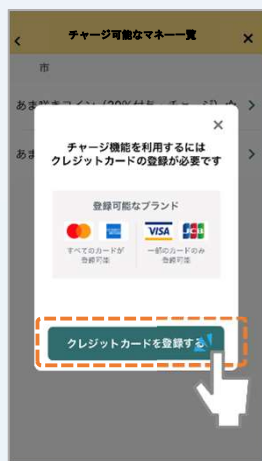 チャージ可能なマネー一覧
市
あま
チャージ機能を利用するには
クレジットカードの登録が必要です
登録可能なブランド
VISA JCB
すべてのカードが
登録可能
一部のカードのみ
登録可能
クレジットカードを登録する